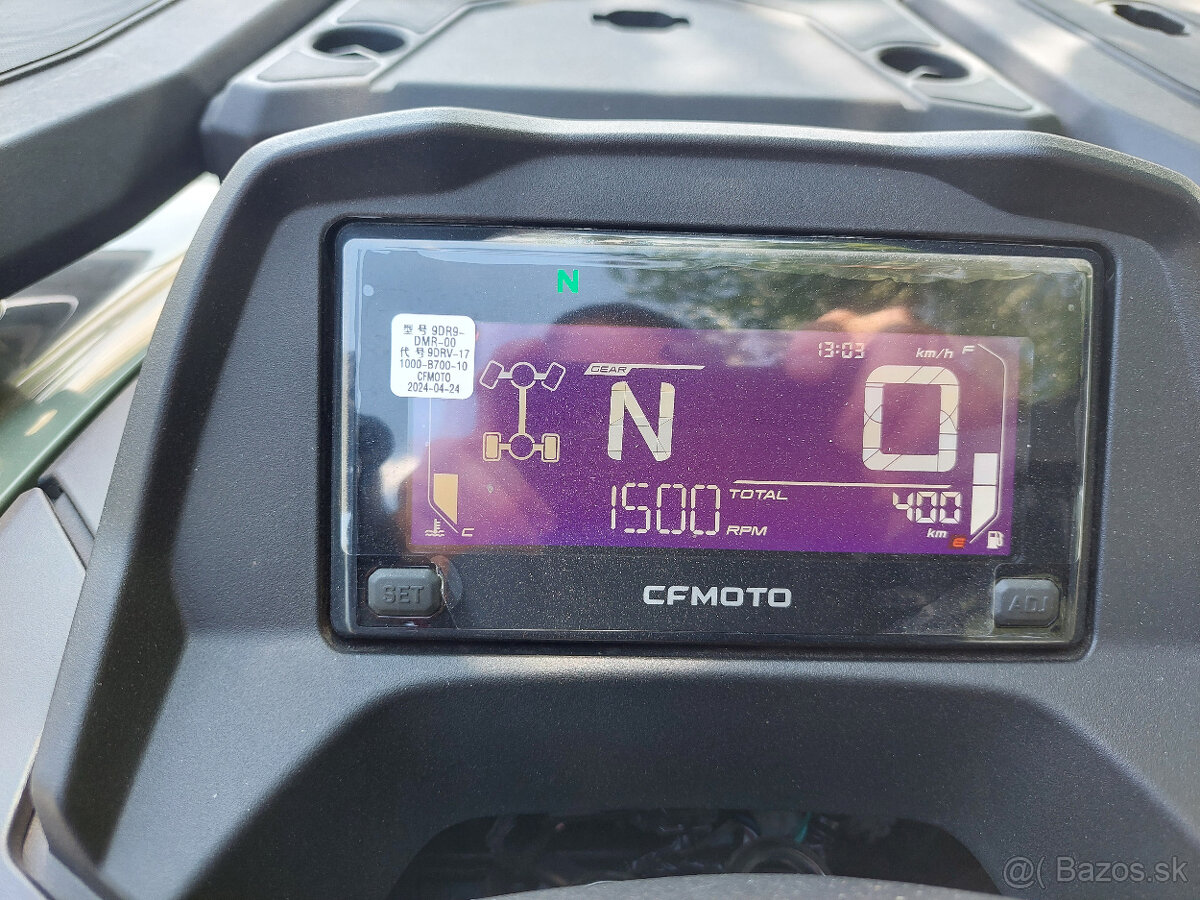 N
型 号 9DR9-
DMR-00
代 号 9DRV-17
1000-B700-10
CFMOTO
2024-04-24
13:03
km/h F
GEAR
N
0
1500 RPM
TOTAL
400
km
C
E
SET
CFMOTO
ADJ
@( Bazos.sk